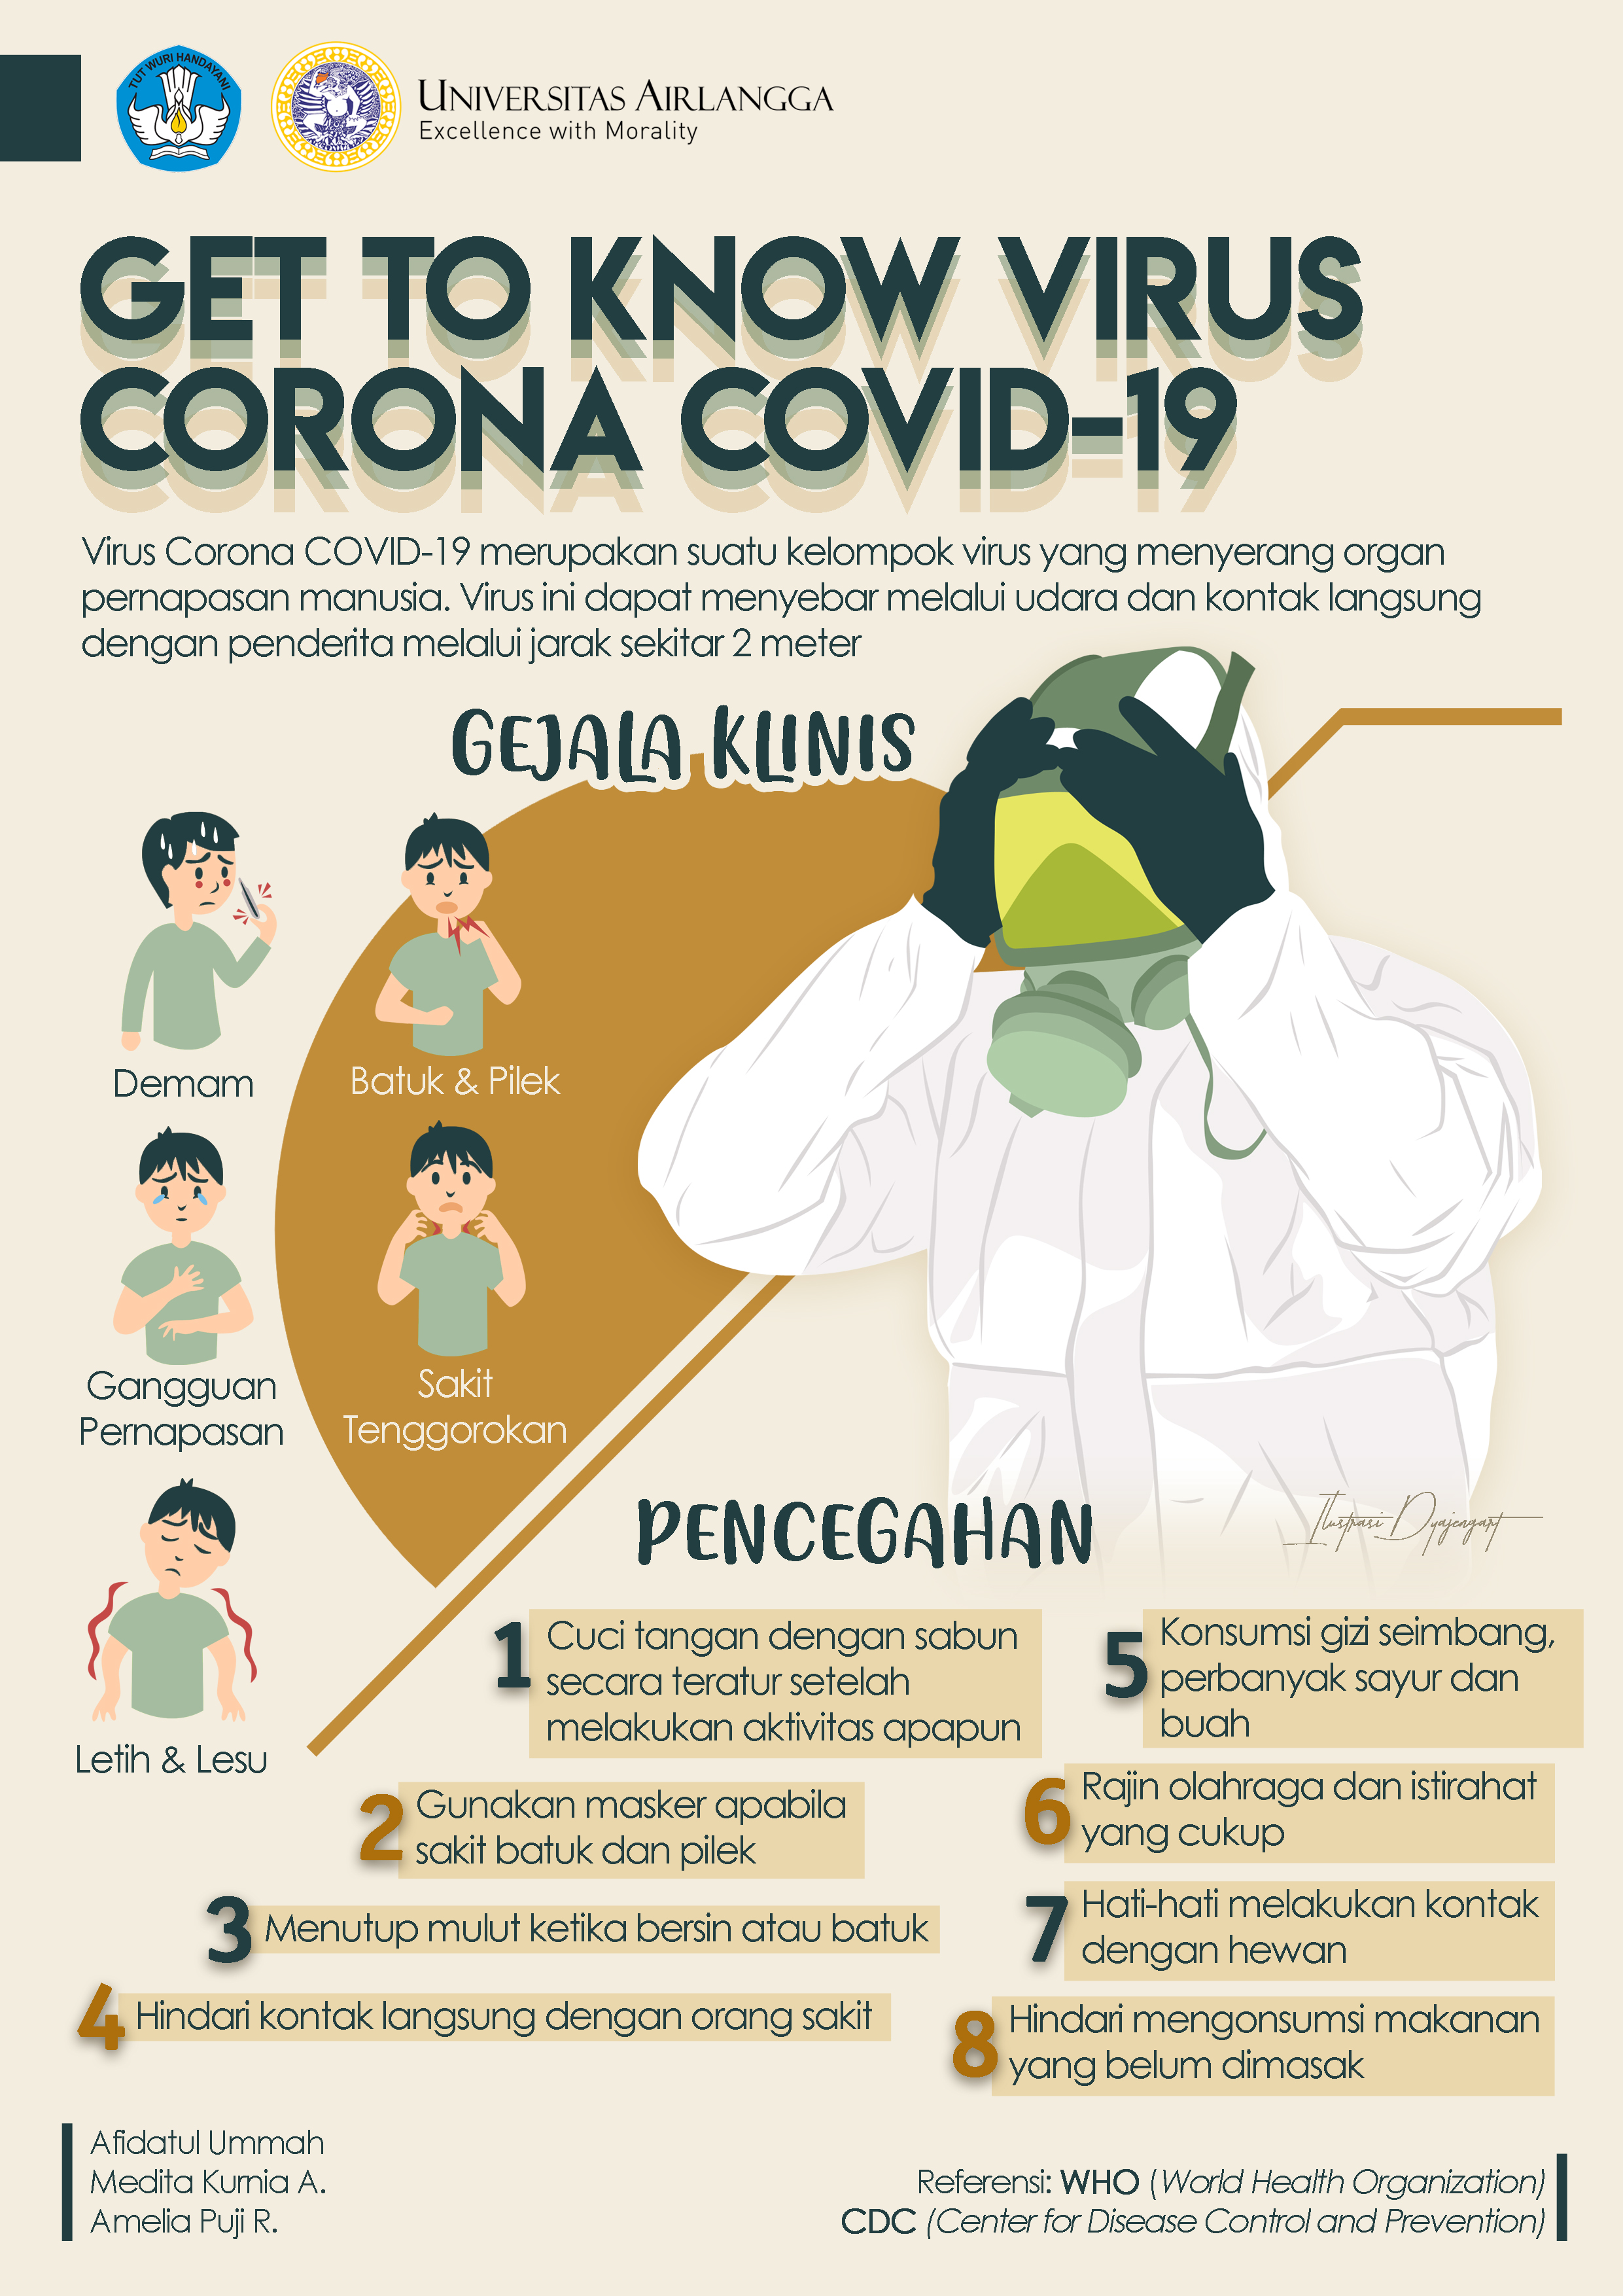 TUT WURI HANDAYANI
UNIVERSITAS AIRLANGGA
Excellence with Morality
GET TO KNOW VIRUS
CORONA COVID-19
Virus Corona COVID-19 merupakan suatu kelompok virus yang menyerang organ
pernapasan manusia. Virus ini dapat menyebar melalui udara dan kontak langsung
dengan penderita melalui jarak sekitar 2 meter
GEJALA KLINIS
Demam
Batuk & Pilek
Gangguan
Pernapasan
Sakit
Tenggorokan
Letih & Lesu
Ilustrasi Dyajengart
PENCEGAHAN
1 Cuci tangan dengan sabun
secara teratur setelah
melakukan aktivitas apapun
2 Gunakan masker apabila
sakit batuk dan pilek
3 Menutup mulut ketika bersin atau batuk
4 Hindari kontak langsung dengan orang sakit
5 Konsumsi gizi seimbang,
perbanyak sayur dan
buah
6 Rajin olahraga dan istirahat
yang cukup
7 Hati-hati melakukan kontak
dengan hewan
8 Hindari mengonsumsi makanan
yang belum dimasak
Afidatul Ummah
Medita Kurnia A.
Amelia Puji R.
Referensi: WHO (World Health Organization)
CDC (Center for Disease Control and Prevention)